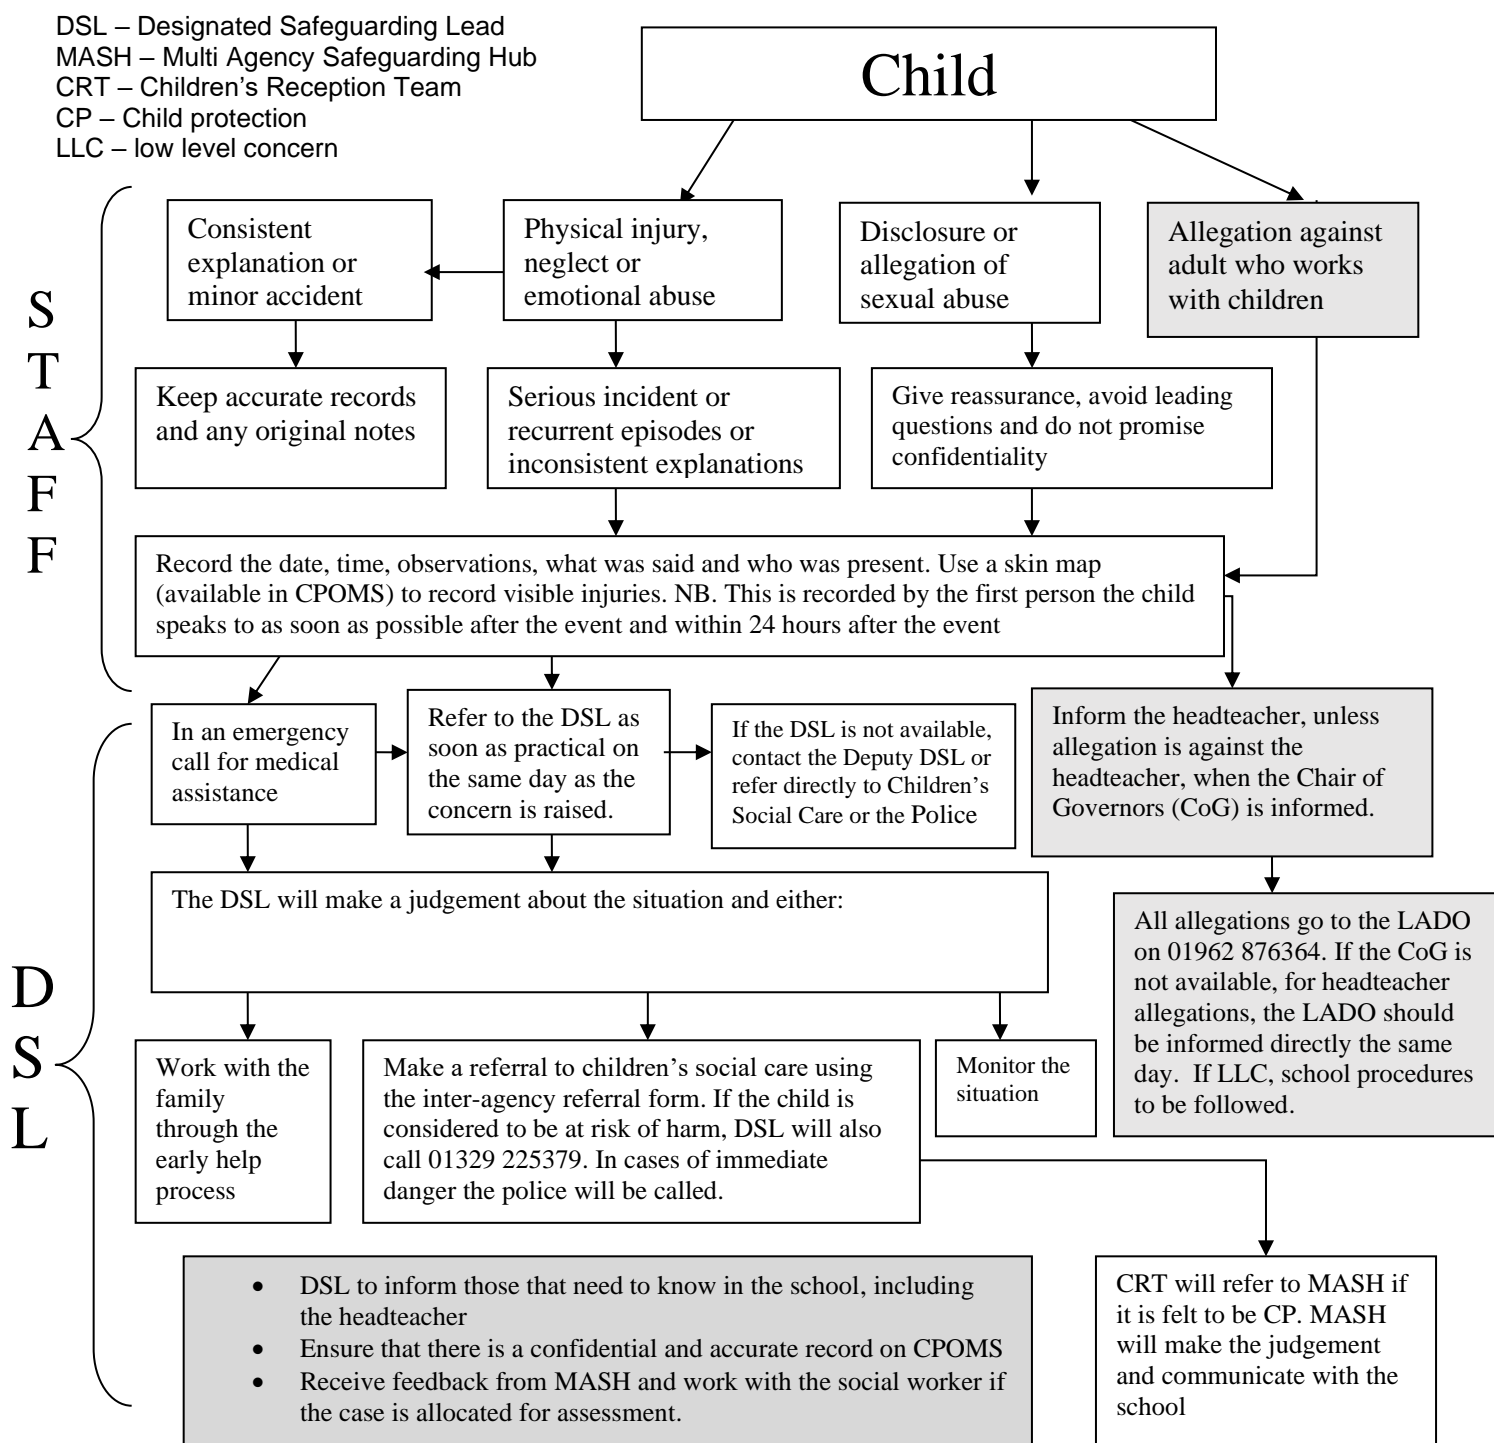 DSL – Designated Safeguarding Lead
MASH – Multi Agency Safeguarding Hub
CRT – Children's Reception Team
CP – Child protection
LLC – low level concern
Child
S
T
A
F
F
Consistent
explanation or
minor accident
Physical injury,
neglect or
emotional abuse
Disclosure or
allegation of
sexual abuse
Allegation against
adult who works
with children
Keep accurate records
and any original notes
Serious incident or
recurrent episodes or
inconsistent explanations
Give reassurance, avoid leading
questions and do not promise
confidentiality
Record the date, time, observations, what was said and who was present. Use a skin map
(available in CPOMS) to record visible injuries. NB. This is recorded by the first person the child
speaks to as soon as possible after the event and within 24 hours after the event
D
S
L
In an emergency
call for medical
assistance
Refer to the DSL as
soon as practical on
the same day as the
concern is raised.
If the DSL is not available,
contact the Deputy DSL or
refer directly to Children's
Social Care or the Police
Inform the headteacher, unless
allegation is against the
headteacher, when the Chair of
Governors (CoG) is informed.
The DSL will make a judgement about the situation and either:
All allegations go to the LADO
on 01962 876364. If the CoG is
not available, for headteacher
allegations, the LADO should
be informed directly the same
day.  If LLC, school procedures
to be followed.
Work with the
family
through the
early help
process
Make a referral to children's social care using
the inter-agency referral form. If the child is
considered to be at risk of harm, DSL will also
call 01329 225379. In cases of immediate
danger the police will be called.
Monitor the
situation
• DSL to inform those that need to know in the school, including
the headteacher
• Ensure that there is a confidential and accurate record on CPOMS
• Receive feedback from MASH and work with the social worker if
the case is allocated for assessment.
CRT will refer to MASH if
it is felt to be CP. MASH
will make the judgement
and communicate with the
school